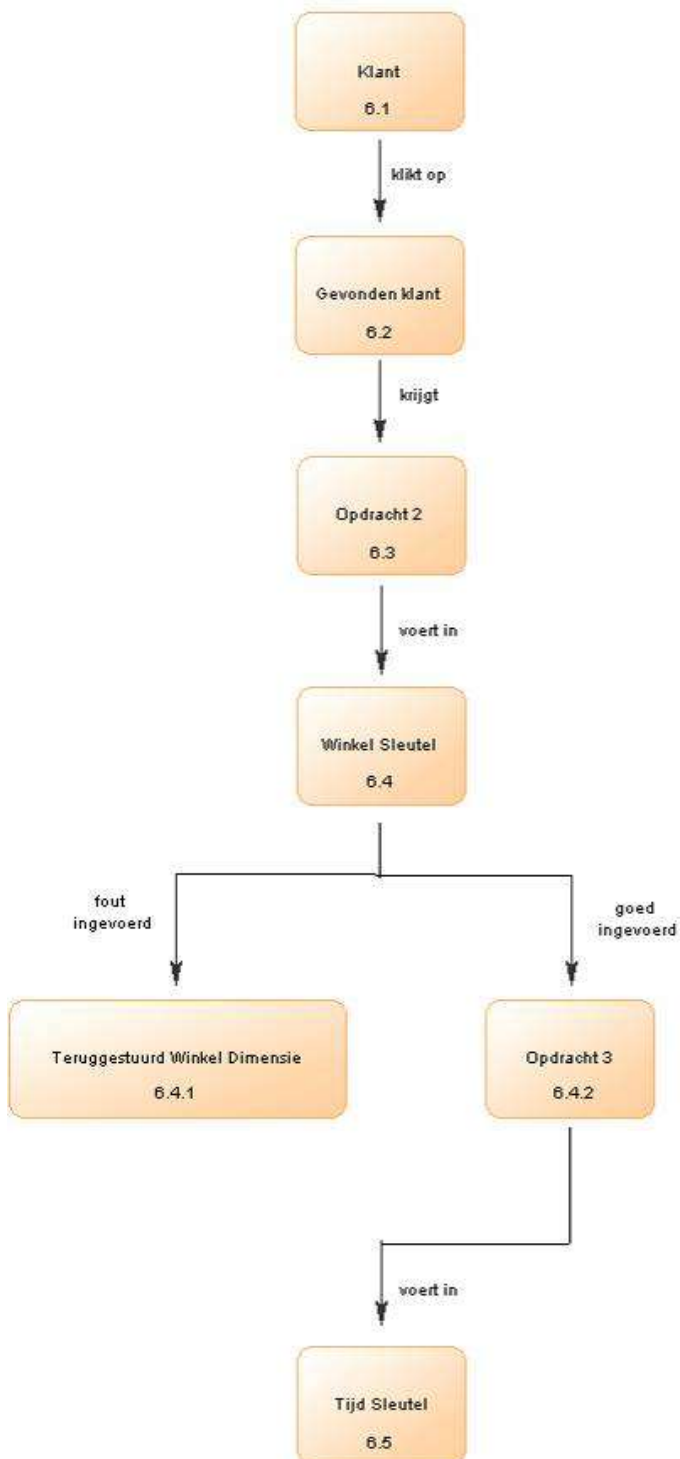 Klant
6.1
klikt op
Gevonden klant
6.2
krijgt
Opdracht 2
6.3
voert in
Winkel Sleutel
6.4
fout
ingevoerd
goed
ingevoerd
Teruggestuurd Winkel Dimensie
6.4.1
Opdracht 3
6.4.2
voert in
Tijd Sleutel
6.5